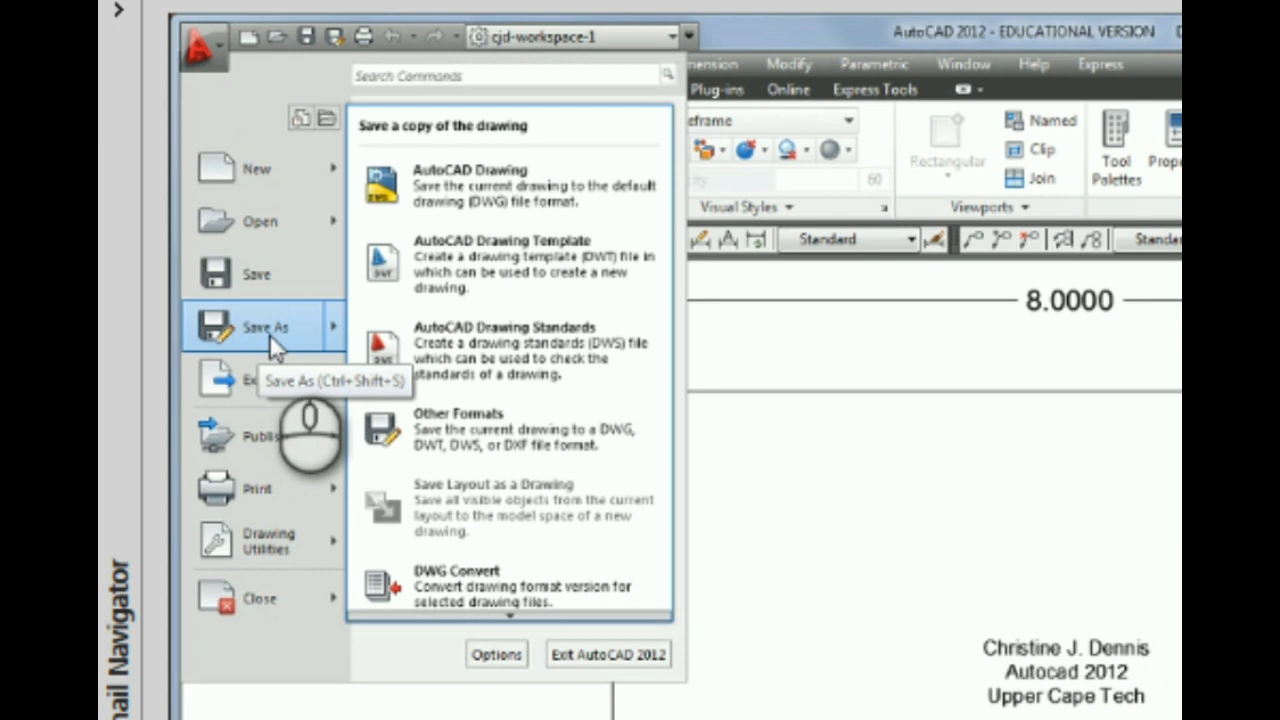 cjd-workspace-1
AutoCAD 2012 - EDUCATIONAL VERSION
Modify Parametric Window Help Express
Search Commands
Plug-ins Online Express Tools
Save a copy of the drawing
New
Open
Save
Save As
Save As (Ctrl+Shift+S)
Print
Drawing
Utilities
Close
AutoCAD Drawing
Save the current drawing to the default
drawing (DWG) file format.
AutoCAD Drawing Template
Create a drawing template (DWT) file in
which can be used to create a new
drawing.
AutoCAD Drawing Standards
Create a drawing standards (DWS) file
which can be used to check the
standards of a drawing.
Other Formats
Save the current drawing to a DWG,
DWT, DWS, or DXF file format.
Save Layout as a Drawing
Save all visible objects from the current
layout to the model space of a new
drawing.
DWG Convert
Convert drawing format version for
selected drawing files.
Options
Exit AutoCAD 2012
60
Visual Styles
Rectangular
Named
Clip
Join
Viewports
Tool
Palettes
Standard
8.0000
Christine J. Dennis
Autocad 2012
Upper Cape Tech
Navigator